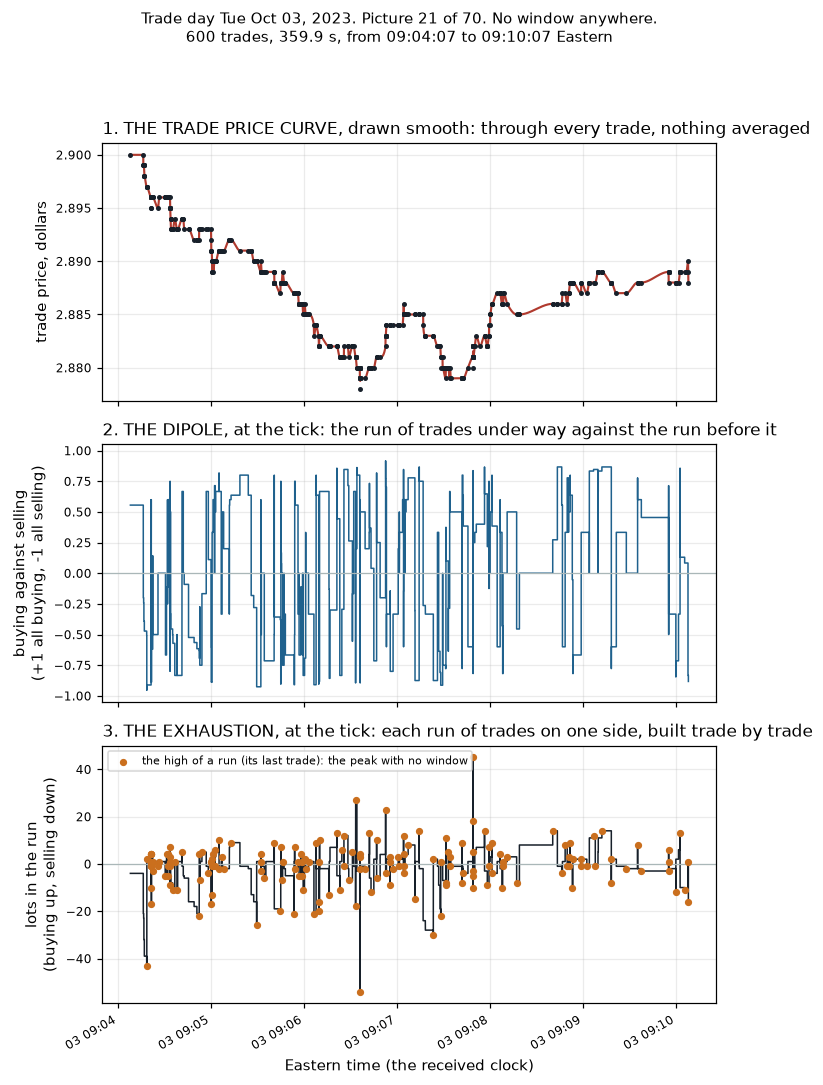 Trade day Tue Oct 03, 2023. Picture 21 of 70. No window anywhere.
600 trades, 359.9 s, from 09:04:07 to 09:10:07 Eastern
1. THE TRADE PRICE CURVE, drawn smooth: through every trade, nothing averaged
2.900
2.895
2.890
2.885
2.880
trade price, dollars
2. THE DIPOLE, at the tick: the run of trades under way against the run before it
1.00
0.75
0.50
0.25
0.00
−0.25
−0.50
−0.75
−1.00
buying against selling
(+1 all buying, -1 all selling)
3. THE EXHAUSTION, at the tick: each run of trades on one side, built trade by trade
the high of a run (its last trade): the peak with no window
40
20
0
−20
−40
lots in the run
(buying up, selling down)
03 09:04
03 09:05
03 09:06
03 09:07
03 09:08
03 09:09
03 09:10
Eastern time (the received clock)